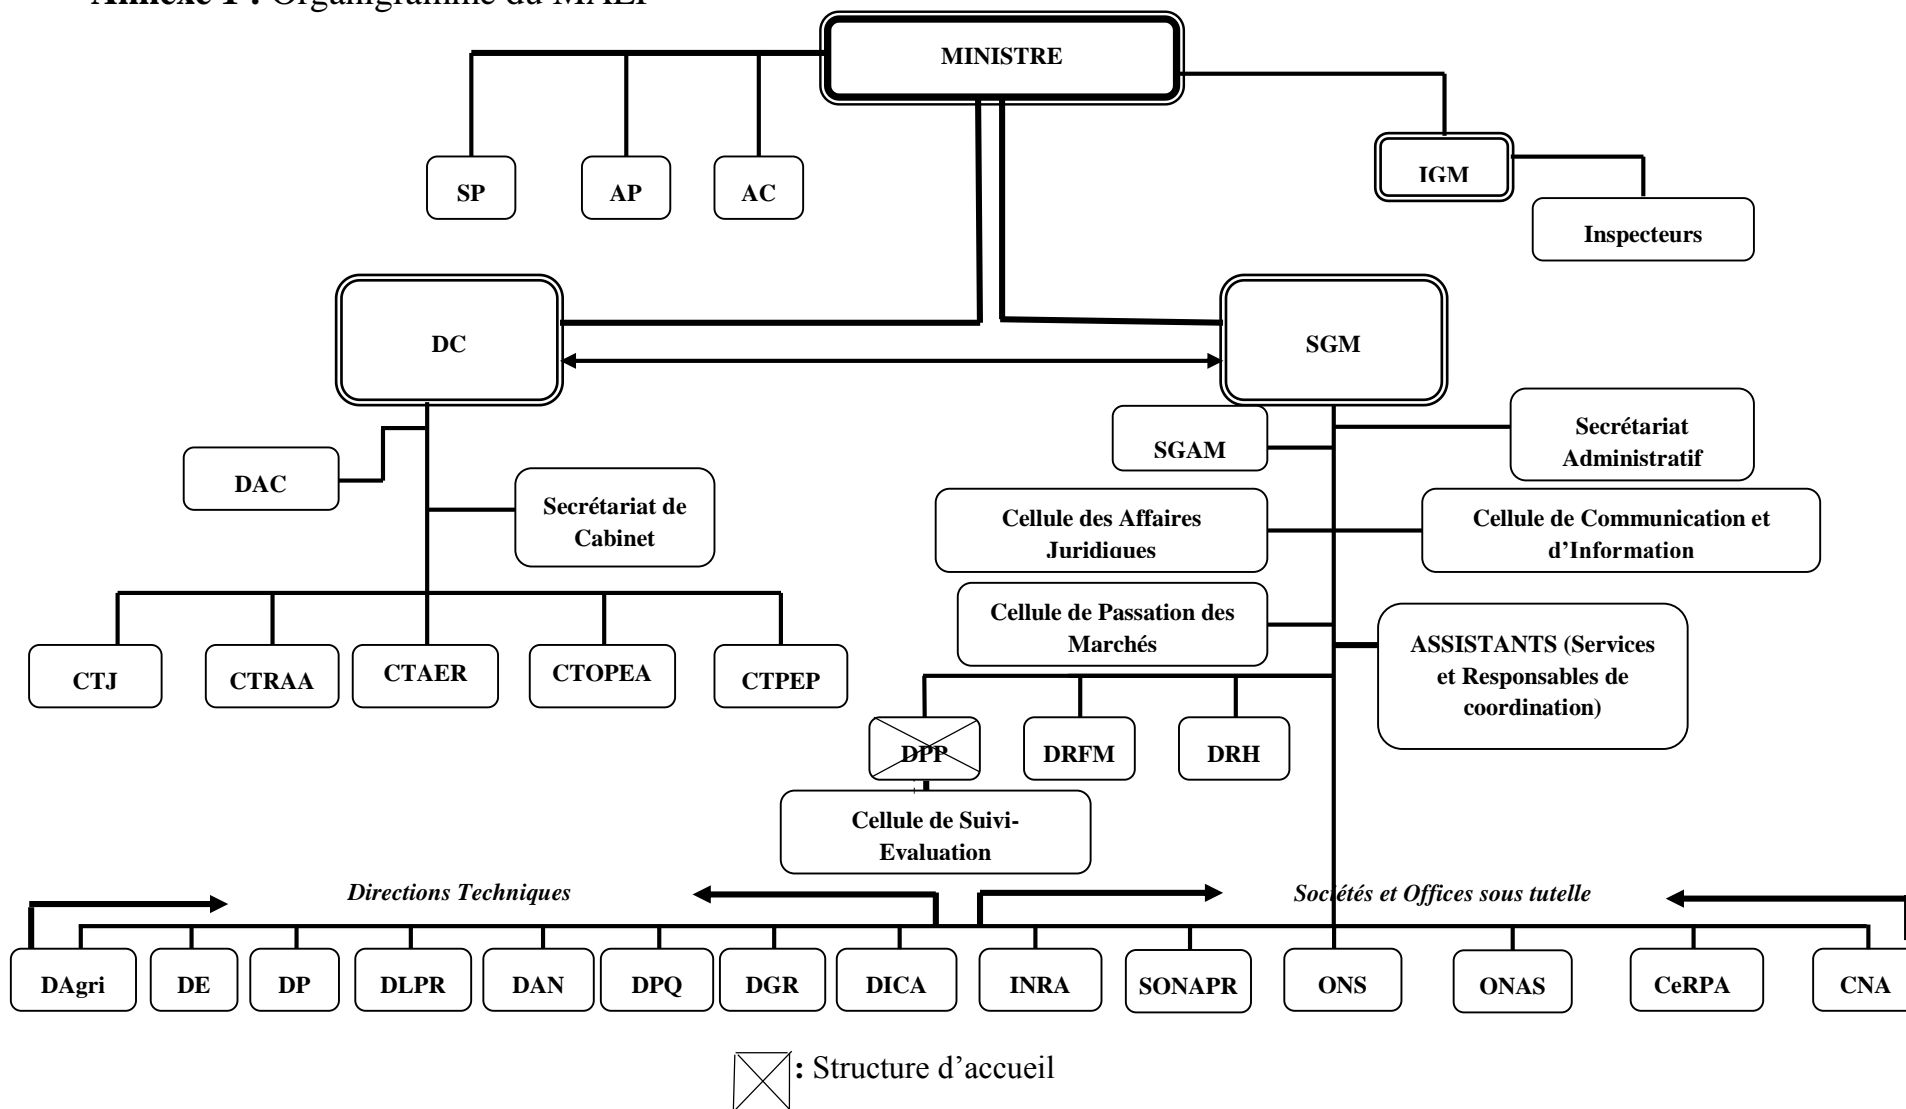 Annexe 1 : Organigramme du MAEP
MINISTRE
SP
AP
AC
IGM
Inspecteurs
DC
SGM
DAC
Secrétariat de
Cabinet
SGAM
Secrétariat
Administratif
Cellule des Affaires
Juridiques
Cellule de Communication et
d’Information
Cellule de Passation des
Marchés
ASSISTANTS (Services
et Responsables de
coordination)
CTJ
CTRAA
CTAER
CTOPEA
CTPEP
DPP
DRFM
DRH
Cellule de Suivi-
Evaluation
Directions Techniques
Sociétés et Offices sous tutelle
DAgri
DE
DP
DLPR
DAN
DPQ
DGR
DICA
INRA
SONAPR
ONS
ONAS
CeRPA
CNA
: Structure d’accueil